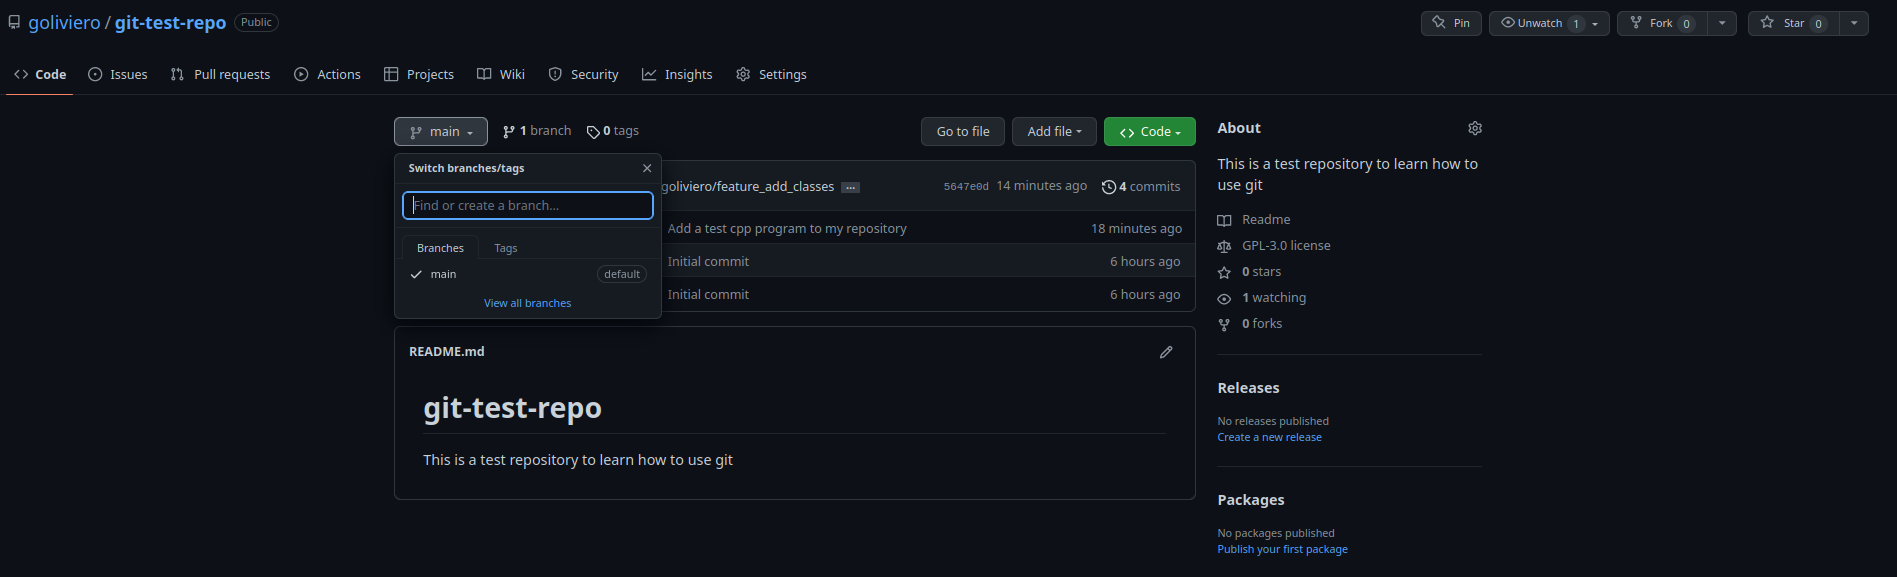 goliviero / git-test-repo Public
Pin Unwatch 1 Fork 0 Star 0
Code Issues Pull requests Actions Projects Wiki Security Insights Settings
main 1 branch 0 tags Go to file Add file Code
Switch branches/tags
Find or create a branch...
Branches Tags
main default
View all branches
goliviero/feature_add_classes ... 5647e0d 14 minutes ago 4 commits
Add a test cpp program to my repository 18 minutes ago
Initial commit 6 hours ago
Initial commit 6 hours ago
README.md
git-test-repo
This is a test repository to learn how to use git
About
This is a test repository to learn how to
use git
Readme
GPL-3.0 license
0 stars
1 watching
0 forks
Releases
No releases published
Create a new release
Packages
No packages published
Publish your first package